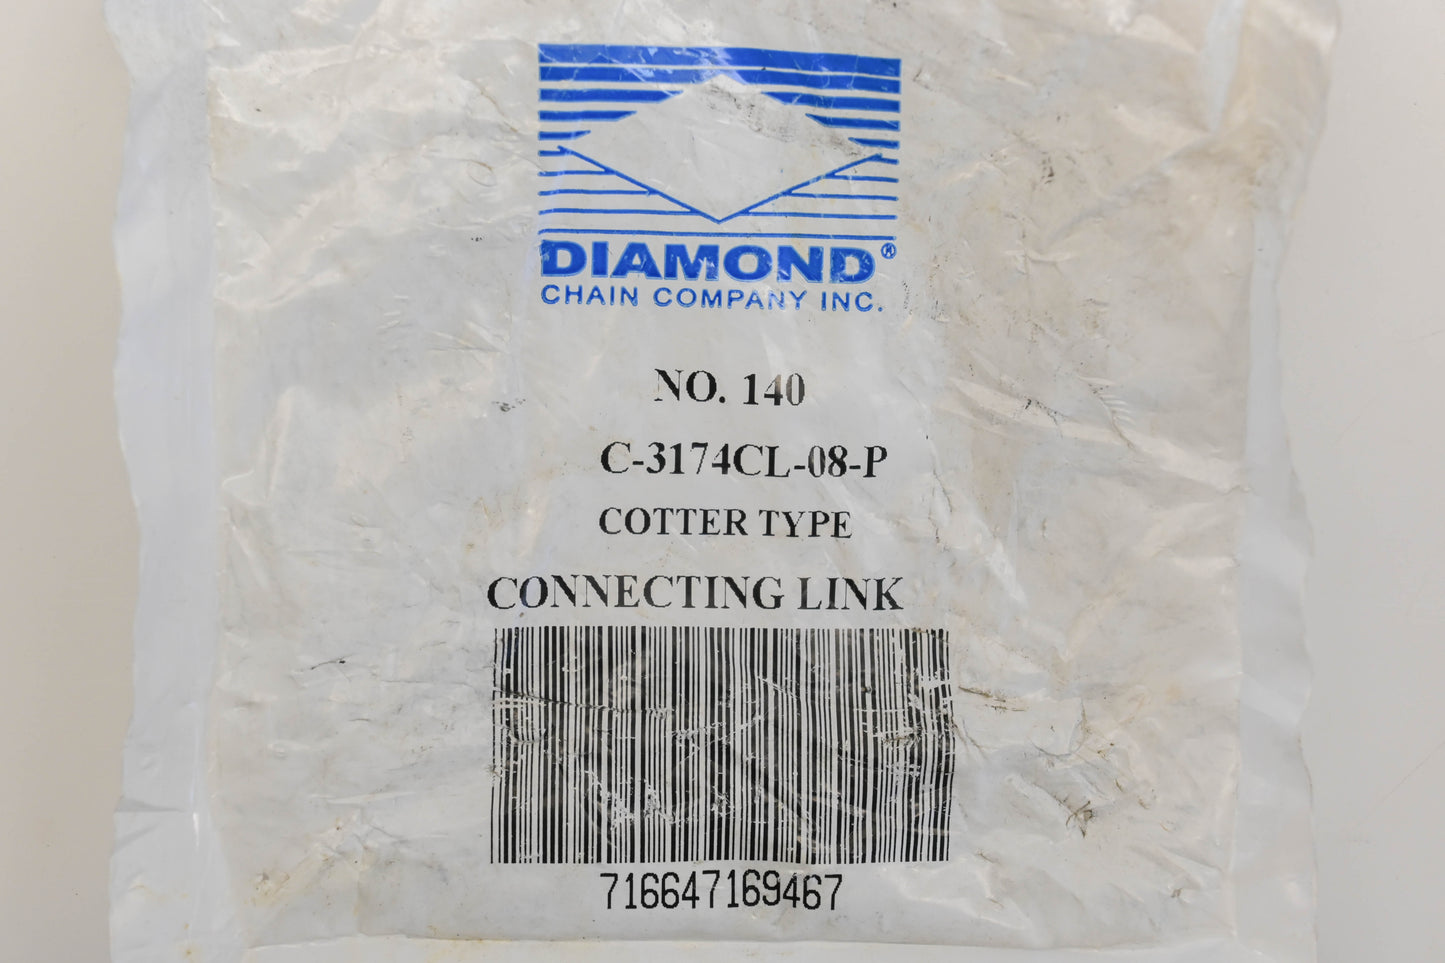 DIAMOND®
CHAIN COMPANY INC.
NO. 140
C-3174CL-08-P
COTTER TYPE
CONNECTING LINK
716647169467